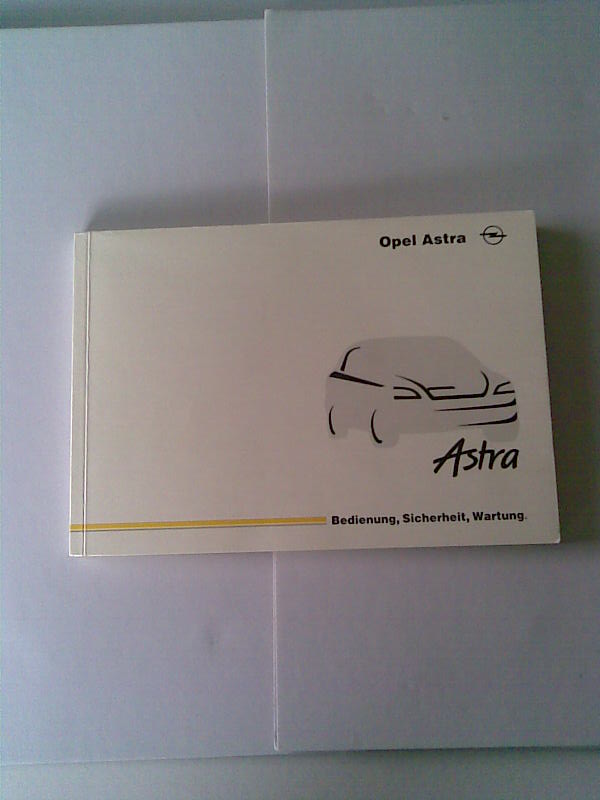 Opel Astra
Astra
Bedienung, Sicherheit, Wartung.